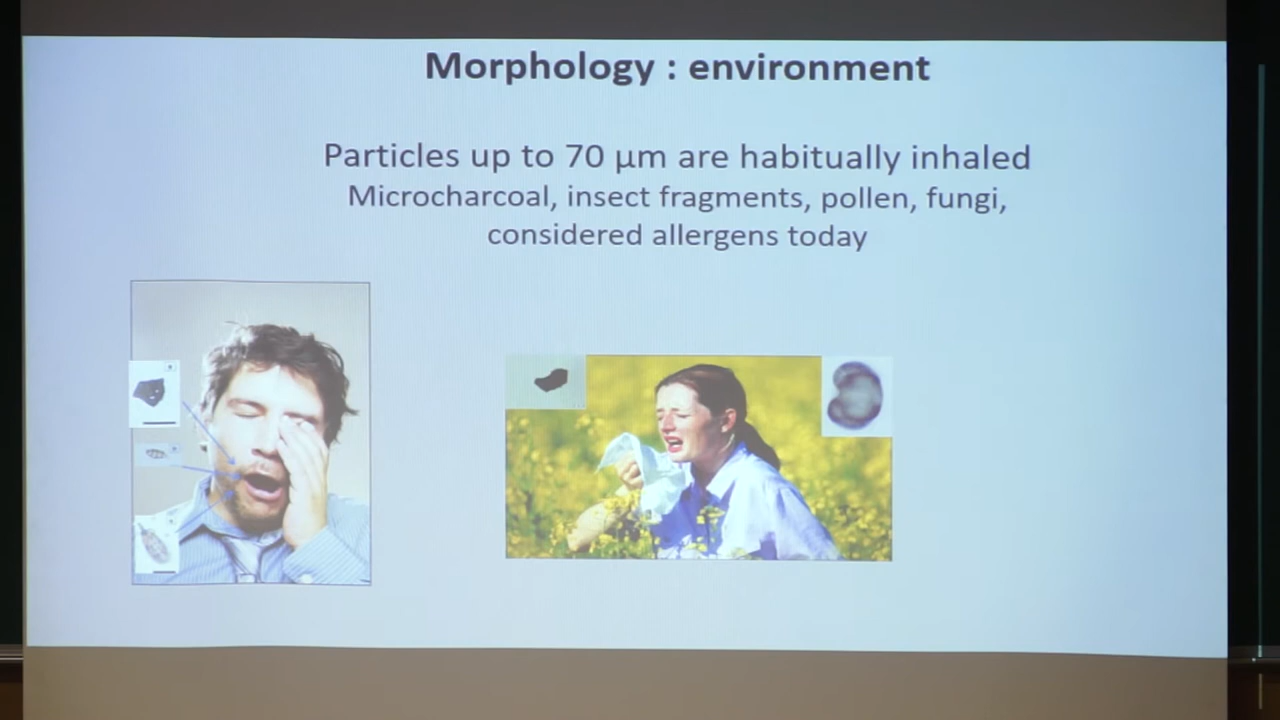 Morphology : environment
Particles up to 70 µm are habitually inhaled
Microcharcoal, insect fragments, pollen, fungi,
considered allergens today